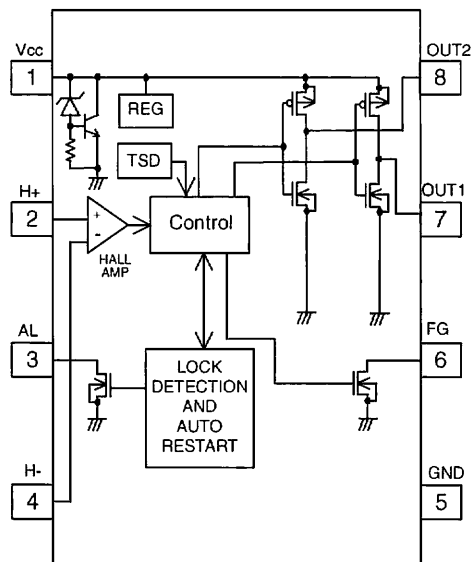 Vcc
1
REG
TSD
H+
2
+
-
HALL
AMP
Control
AL
3
LOCK
DETECTION
AND
AUTO
RESTART
H-
4
OUT2
8
OUT1
7
FG
6
GND
5